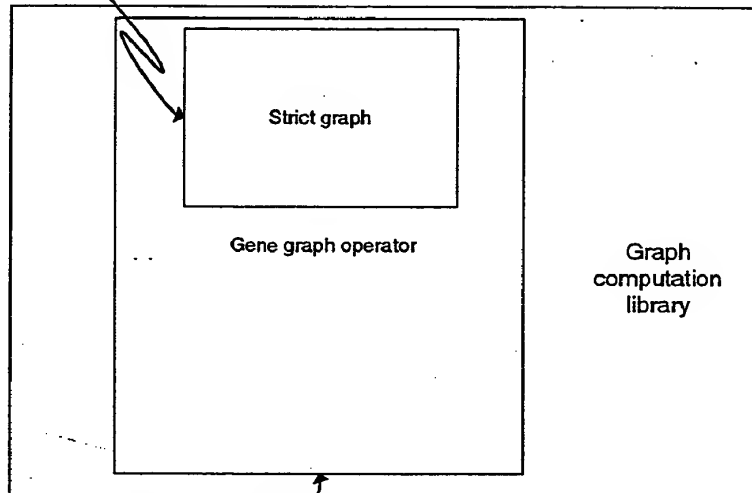 Strict graph
Gene graph operator
Graph
computation
library